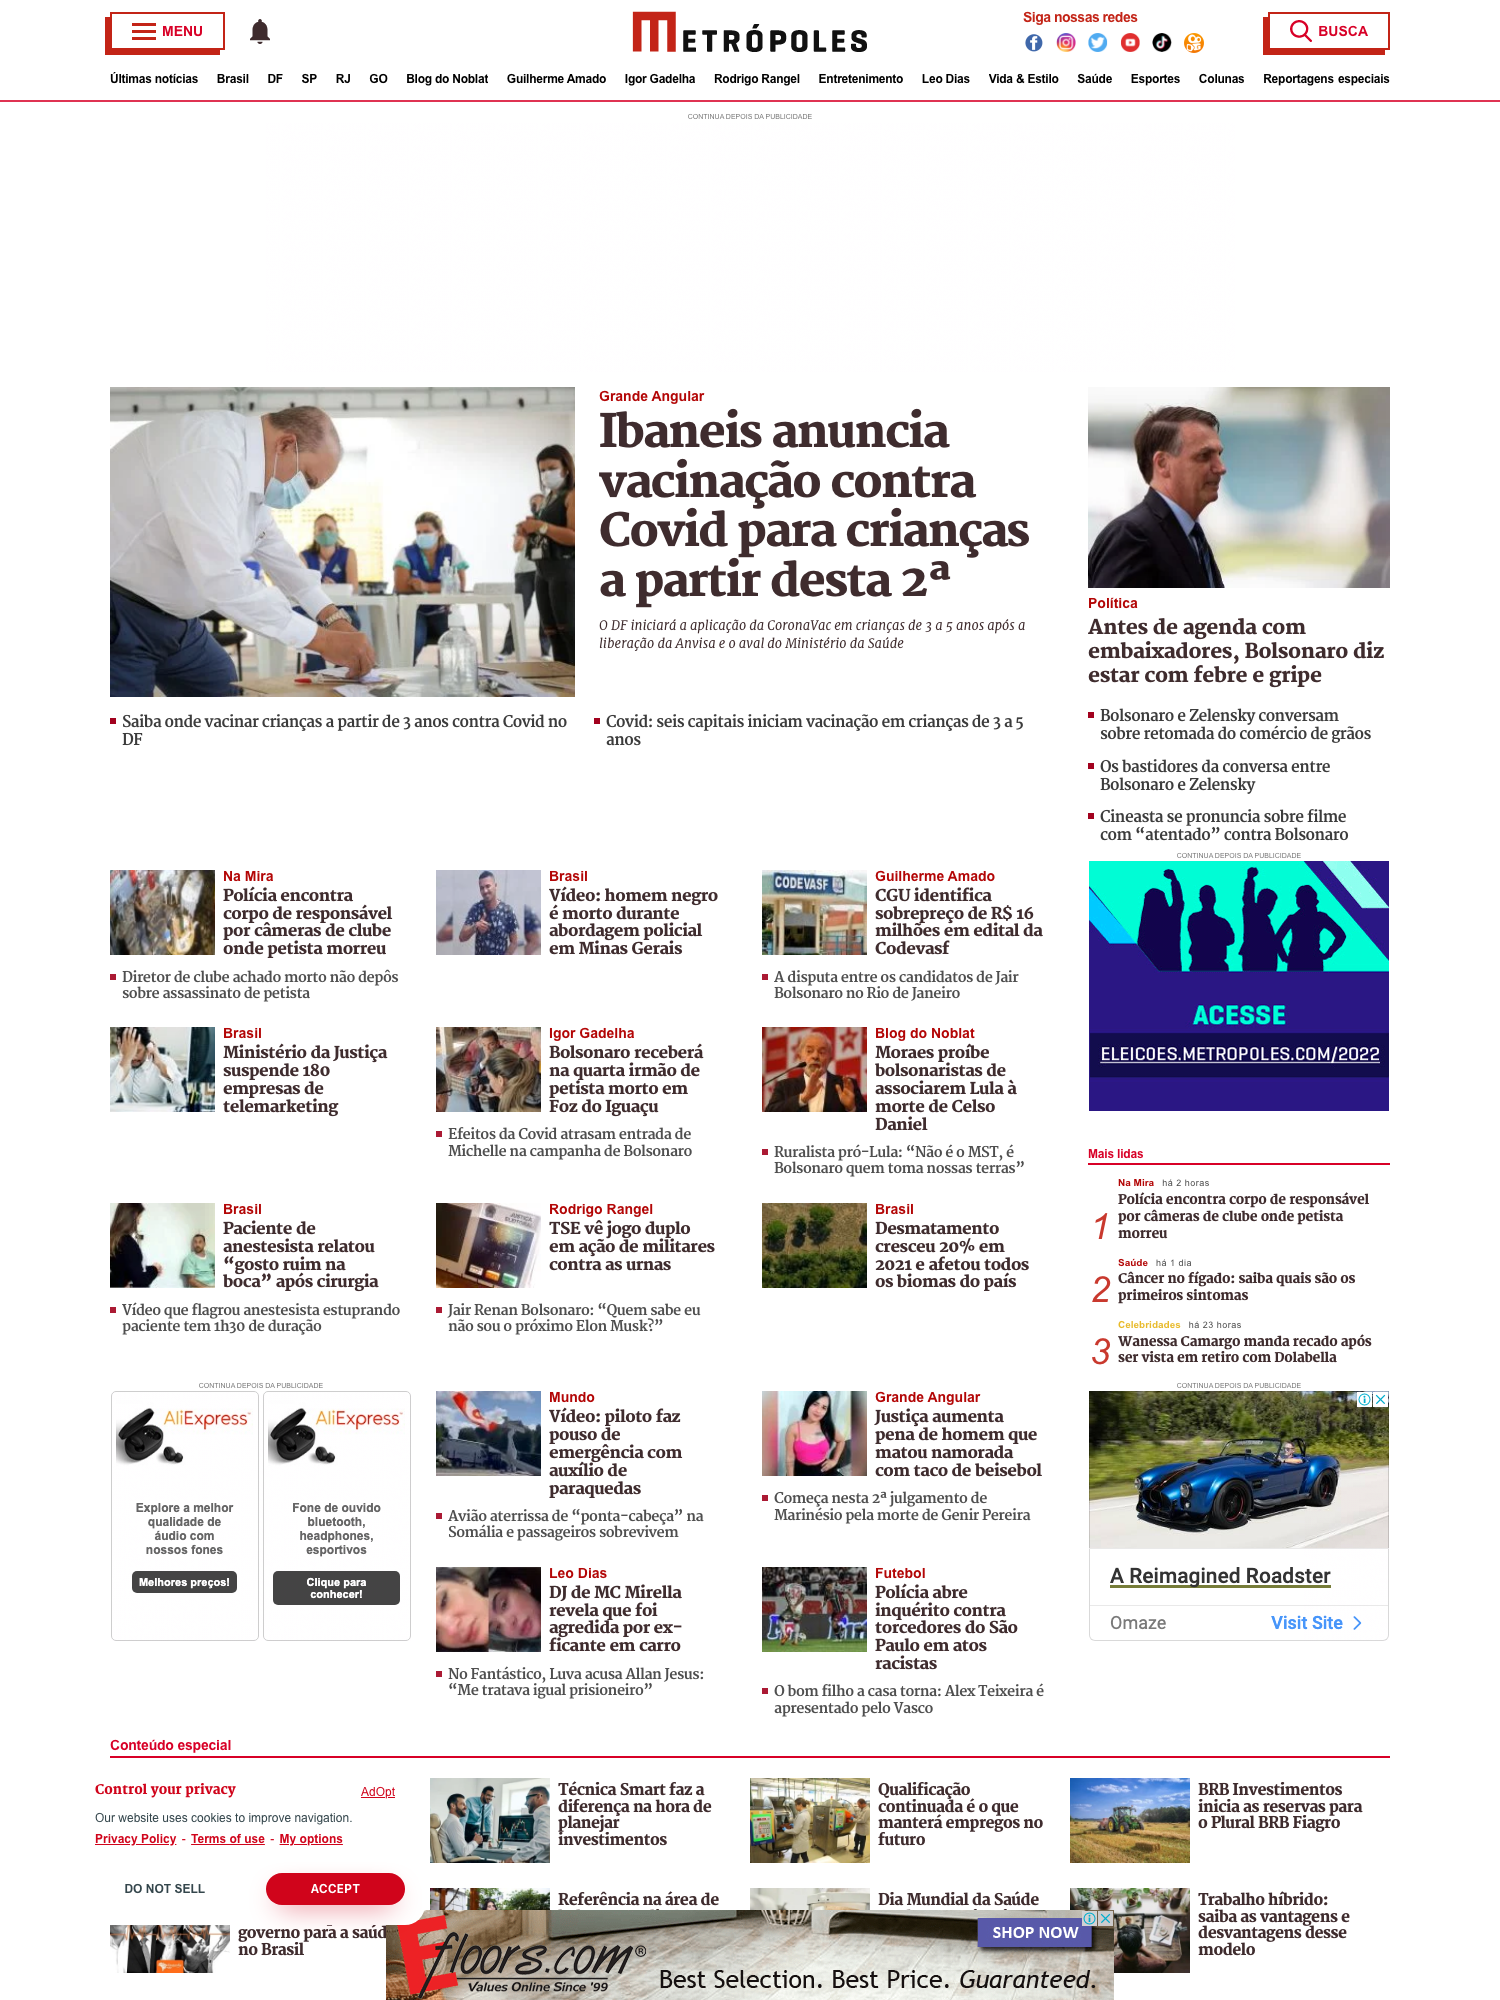 MENU
METRÓPOLES
Siga nossas redes
BUSCA
Últimas notícias Brasil DF SP RJ GO Blog do Noblat Guilherme Amado Igor Gadelha Rodrigo Rangel Entretenimento Leo Dias Vida & Estilo Saúde Esportes Colunas Reportagens especiais
CONTINUA DEPOIS DA PUBLICIDADE
Grande Angular
Ibaneis anuncia
vacinação contra
Covid para crianças
a partir desta 2ª
O DF iniciará a aplicação da CoronaVac em crianças de 3 a 5 anos após a
liberação da Anvisa e o aval do Ministério da Saúde
Saiba onde vacinar crianças a partir de 3 anos contra Covid no
DF
Covid: seis capitais iniciam vacinação em crianças de 3 a 5
anos
Política
Antes de agenda com
embaixadores, Bolsonaro diz
estar com febre e gripe
Bolsonaro e Zelensky conversam
sobre retomada do comércio de grãos
Os bastidores da conversa entre
Bolsonaro e Zelensky
Cineasta se pronuncia sobre filme
com “atentado” contra Bolsonaro
CONTINUA DEPOIS DA PUBLICIDADE
ACESSE
ELEICOES.METROPOLES.COM/2022
Na Mira
Polícia encontra
corpo de responsável
por câmeras de clube
onde petista morreu
Diretor de clube achado morto não depôs
sobre assassinato de petista
Brasil
Vídeo: homem negro
é morto durante
abordagem policial
em Minas Gerais
CODEVASF
Guilherme Amado
CGU identifica
sobrepreço de R$ 16
milhões em edital da
Codevasf
A disputa entre os candidatos de Jair
Bolsonaro no Rio de Janeiro
Brasil
Ministério da Justiça
suspende 180
empresas de
telemarketing
Igor Gadelha
Bolsonaro receberá
na quarta irmão de
petista morto em
Foz do Iguaçu
Efeitos da Covid atrasam entrada de
Michelle na campanha de Bolsonaro
Blog do Noblat
Moraes proíbe
bolsonaristas de
associarem Lula à
morte de Celso
Daniel
Ruralista pró-Lula: “Não é o MST, é
Bolsonaro quem toma nossas terras”
Brasil
Paciente de
anestesista relatou
“gosto ruim na
boca” após cirurgia
Vídeo que flagrou anestesista estuprando
paciente tem 1h30 de duração
Rodrigo Rangel
TSE vê jogo duplo
em ação de militares
contra as urnas
Jair Renan Bolsonaro: “Quem sabe eu
não sou o próximo Elon Musk?”
Brasil
Desmatamento
cresceu 20% em
2021 e afetou todos
os biomas do país
Mais lidas
Na Mira há 2 horas
1
Polícia encontra corpo de responsável
por câmeras de clube onde petista
morreu
Saúde há 1 dia
2
Câncer no fígado: saiba quais são os
primeiros sintomas
Celebridades há 23 horas
3
Wanessa Camargo manda recado após
ser vista em retiro com Dolabella
CONTINUA DEPOIS DA PUBLICIDADE
AliExpress
Explore a melhor
qualidade de
áudio com
nossos fones
Melhores preços!
AliExpress
Fone de ouvido
bluetooth,
headphones,
esportivos
Clique para
conhecer!
Mundo
Vídeo: piloto faz
pouso de
emergência com
auxílio de
paraquedas
Avião aterrissa de “ponta-cabeça” na
Somália e passageiros sobrevivem
Grande Angular
Justiça aumenta
pena de homem que
matou namorada
com taco de beisebol
Começa nesta 2ª julgamento de
Marinésio pela morte de Genir Pereira
Leo Dias
DJ de MC Mirella
revela que foi
agredida por ex-
ficante em carro
No Fantástico, Luva acusa Allan Jesus:
“Me tratava igual prisioneiro”
Futebol
Polícia abre
inquérito contra
torcedores do São
Paulo em atos
racistas
O bom filho a casa torna: Alex Teixeira é
apresentado pelo Vasco
CONTINUA DEPOIS DA PUBLICIDADE
A Reimagined Roadster
Omaze
Visit Site
Conteúdo especial
Control your privacy
AdOpt
Our website uses cookies to improve navigation.
Privacy Policy - Terms of use - My options
DO NOT SELL
ACCEPT
governo para a saúd
no Brasil
Técnica Smart faz a
diferença na hora de
planejar
investimentos
Qualificação
continuada é o que
manterá empregos no
futuro
BRB Investimentos
inicia as reservas para
o Plural BRB Fiagro
Referência na área de
Dia Mundial da Saúde
Trabalho híbrido:
saiba as vantagens e
desvantagens desse
modelo
Efloors.com®
Values Online Since '99
SHOP NOW
Best Selection. Best Price. Guaranteed.